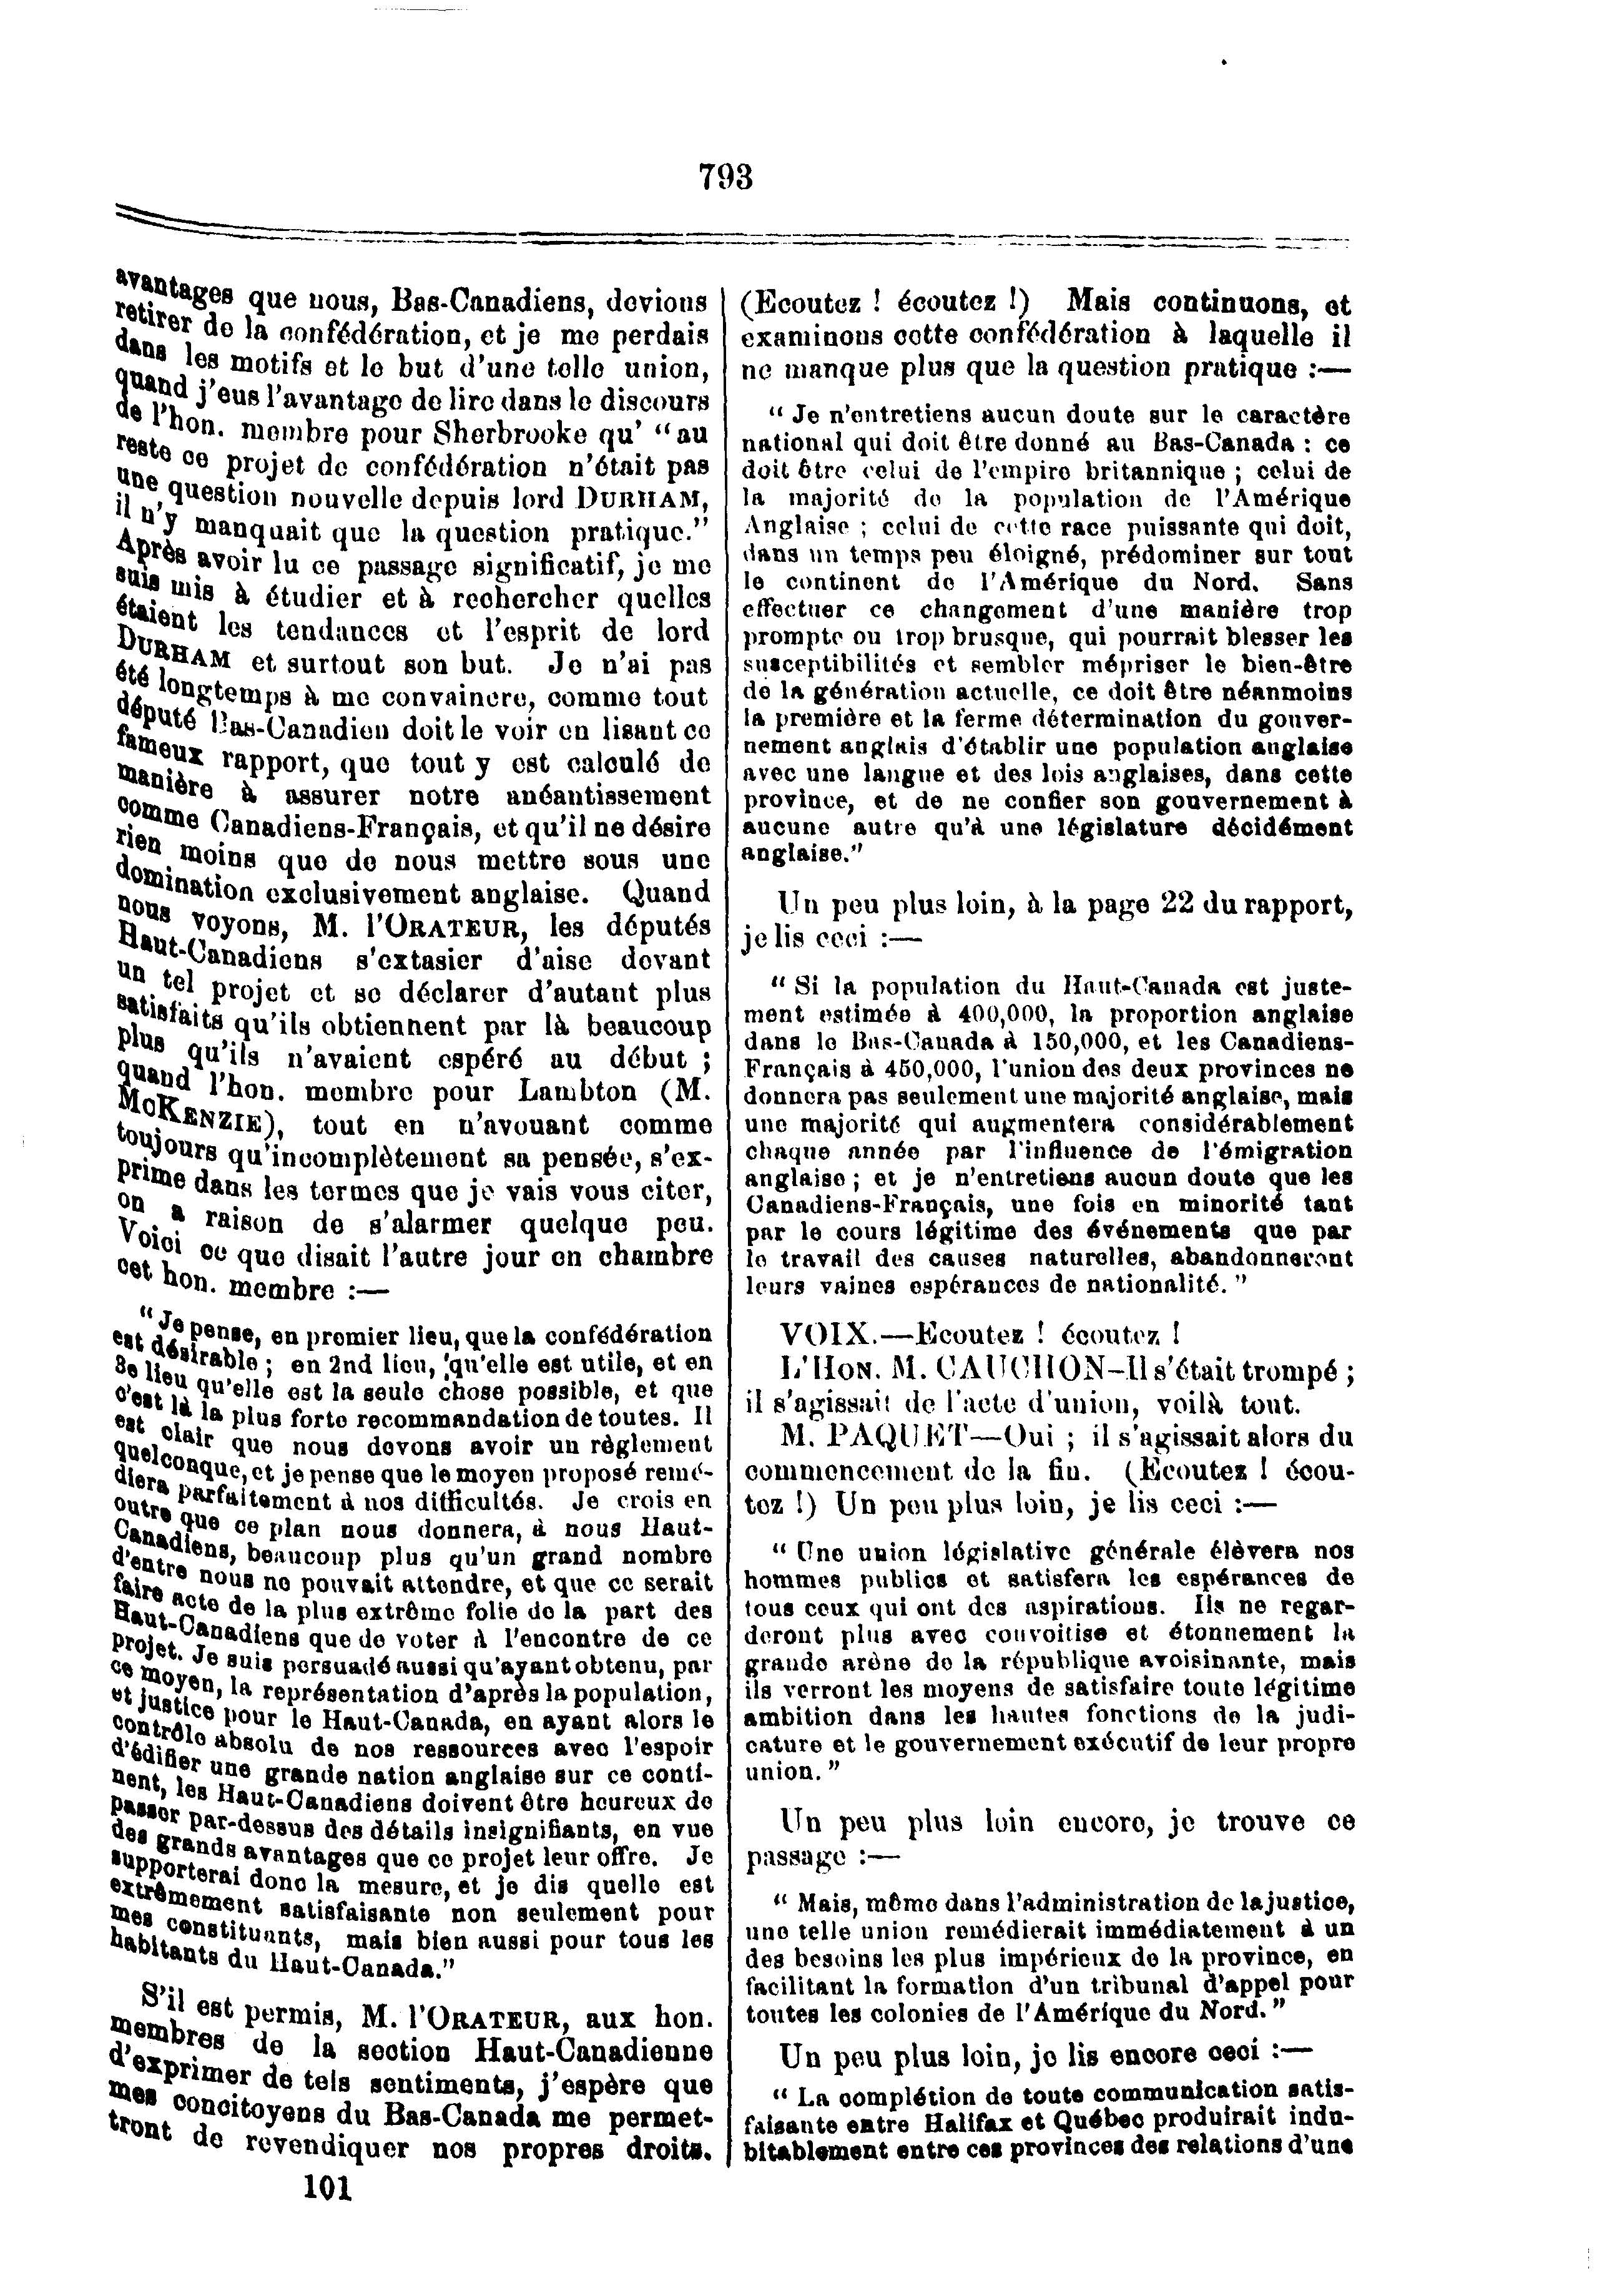 793
avantages que nous, Bas-Canadiens, devions
retirer de la confédération, et je me perdais
dans les motifs et le but d'une telle union,
quand j'eus l'avantage de lire dans le discours
de l'hon. membre pour Sherbrooke qu' "au
reste ce projet de confédération n'était pas
une question nouvelle depuis lord DURHAM,
il n'y manquait que la question pratique."
Après avoir lu ce passage significatif, je me
suis mis à étudier et à rechercher quelles
étaient les tendances et l'esprit de lord
DURHAM et surtout son but. Je n'ai pas
été longtemps à me convaincre, comme tout
député Bas-Canadien doit le voir en lisant ce
fameux rapport, que tout y est calculé de
manière à assurer notre anéantissement
comme Canadiens-Français, et qu'il ne désire
rien moins que de nous mettre sous une
domination exclusivement anglaise. Quand
nous voyons, M. l'ORATEUR, les députés
Haut-Canadiens s'extasier d'aise devant
un tel projet et se déclarer d'autant plus
satisfaits qu'ils obtiennent par là beaucoup
plus qu'ils n'avaient espéré au début ;
quand l'hon. membre pour Lambton (M.
McKENZIE), tout en n'avouant comme
toujours qu'incomplètement sa pensée, s'ex-
prime dans les termes que je vais vous citer,
on a raison de s'alarmer quelque peu.
Voici ce que disait l'autre jour en chambre
cet hon. membre :—
"Je pense, en premier lieu, que la confédération
est désirable ; en 2nd lieu, qu'elle est utile, et en
3e lieu qu'elle est la seule chose possible, et que
c'est là la plus forte recommandation de toutes. Il
est clair que nous devons avoir un règlement
quelconque, et je pense que le moyen proposé remé-
diera parfaitement à nos difficultés. Je crois en
outre que ce plan nous donnera, à nous Haut-
Canadiens, beaucoup plus qu'un grand nombre
d'entre nous ne pouvait attendre, et que ce serait
faire acte de la plus extrême folie de la part des
Haut-Canadiens que de voter à l'encontre de ce
projet. Je suis persuadé aussi qu'ayant obtenu, par
ce moyen, la représentation d'après la population,
et justice pour le Haut-Canada, en ayant alors le
contrôle absolu de nos ressources avec l'espoir
d'édifier une grande nation anglaise sur ce conti-
nent, les Haut-Canadiens doivent être heureux de
passer par-dessus des détails insignifiants, en vue
des grands avantages que ce projet leur offre. Je
supporterai donc la mesure, et je dis quelle est
extrêmement satisfaisante non seulement pour
mes constituants, mais bien aussi pour tous les
habitants du Haut-Canada."
S'il est permis, M. l'ORATEUR, aux hon.
membres de la section Haut-Canadienne
d'exprimer de tels sentiments, j'espère que
mes concitoyens du Bas-Canada me permet-
tront de revendiquer nos propres droits.
101
(Ecoutez ! écoutez !) Mais continuons, et
examinons cette confédération à laquelle il
ne manque plus que la question pratique :—
" Je n'entretiens aucun doute sur le caractère
national qui doit être donné au Bas-Canada : ce
doit être celui de l'empire britannique ; celui de
la majorité de la population de l'Amérique
Anglaise ; celui de cette race puissante qui doit,
dans un temps peu éloigné, prédominer sur tout
le continent de l'Amérique du Nord. Sans
effectuer ce changement d'une manière trop
prompte ou trop brusque, qui pourrait blesser les
susceptibilités et sembler mépriser le bien-être
de la génération actuelle, ce doit être néanmoins
la première et la ferme détermination du gouver-
nement anglais d'établir une population anglaise
avec une langue et des lois anglaises, dans cette
province, et de ne confier son gouvernement à
aucune autre qu'à une législature décidément
anglaise."
Un peu plus loin, à la page 22 du rapport,
je lis ceci :—
" Si la population du Haut-Canada est juste-
ment estimée à 400,000, la proportion anglaise
dans le Bas-Canada à 150,000, et les Canadiens-
Français à 450,000, l'union des deux provinces ne
donnera pas seulement une majorité anglaise, mais
une majorité qui augmentera considérablement
chaque année par l'influence de l'émigration
anglaise ; et je n'entretiens aucun doute que les
Canadiens-Français, une fois en minorité tant
par le cours légitime des événements que par
le travail des causes naturelles, abandonneront
leurs vaines espérances de nationalité. "
VOIX.—Ecoutez ! écoutez !
L'HON. M. CAUCHON—Il s'était trompé ;
il s'agissait de l'acte d'union, voilà tout.
M. PAQUET—Oui ; il s'agissait alors du
commencement de la fin. (Ecoutez ! écou-
tez !) Un peu plus loin, je lis ceci :—
" Une union législative générale élèvera nos
hommes publics et satisfera les espérances de
tous ceux qui ont des aspirations. Ils ne regar-
deront plus avec convoitise et étonnement la
grande arène de la république avoisinante, mais
ils verront les moyens de satisfaire toute légitime
ambition dans les hautes fonctions de la judi-
cature et le gouvernement exécutif de leur propre
union. "
Un peu plus loin encore, je trouve ce
passage :—
" Mais, même dans l'administration de la justice,
une telle union remédierait immédiatement à un
des besoins les plus impérieux de la province, en
facilitant la formation d'un tribunal d'appel pour
toutes les colonies de l'Amérique du Nord. "
Un peu plus loin, je lis encore ceci :—
" La complétion de toute communication satis-
faisante entre Halifax et Québec produirait indu-
bitablement entre ces provinces des relations d'une